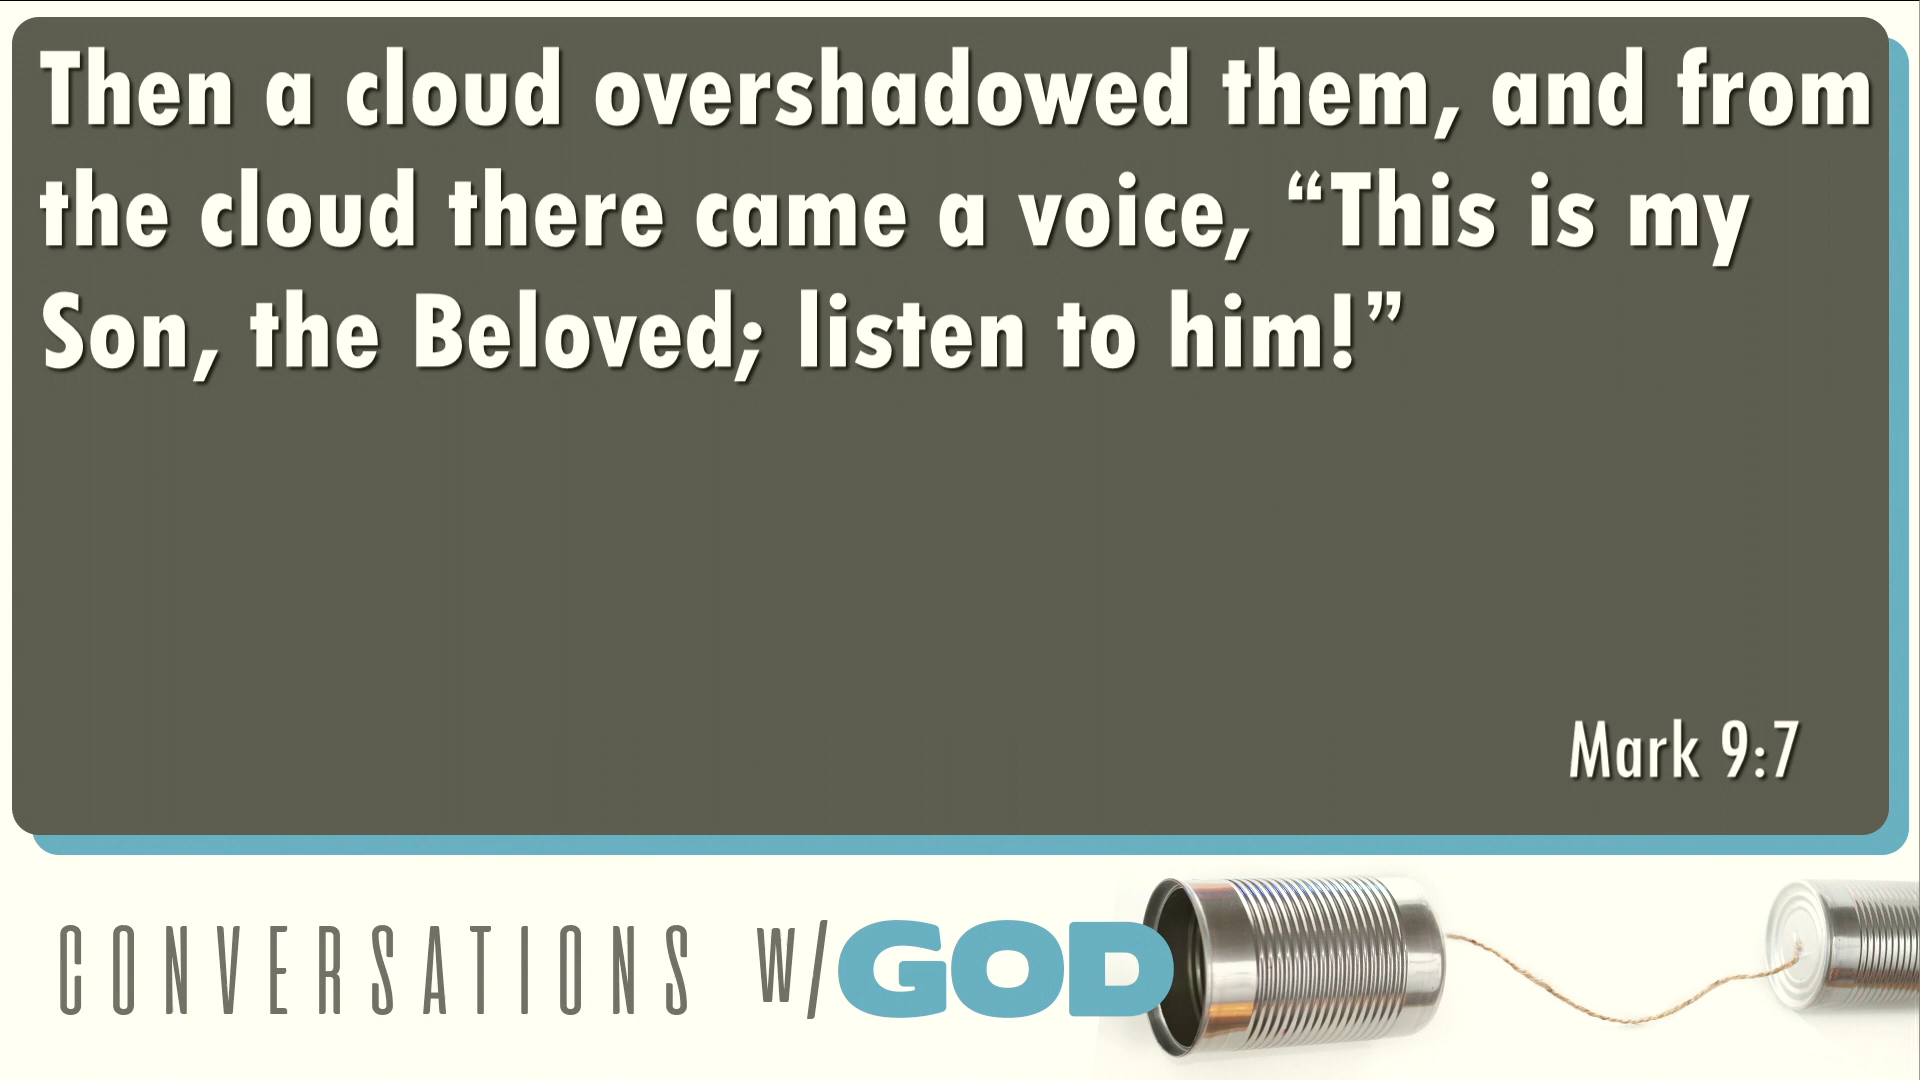 Then a cloud overshadowed them, and from
the cloud there came a voice, “This is my
Son, the Beloved; listen to him!”
Mark 9:7
CONVERSATIONS W/GOD